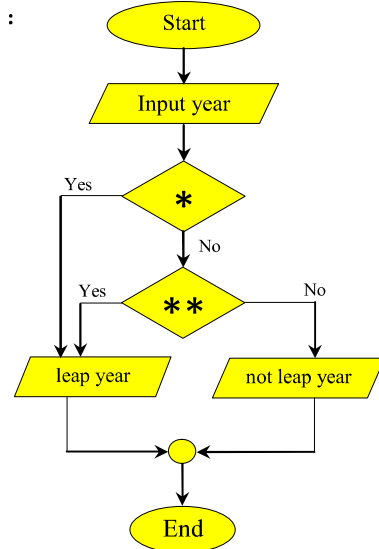 :
Start
Input year
Yes
*
No
Yes
**
No
leap year
not leap year
End